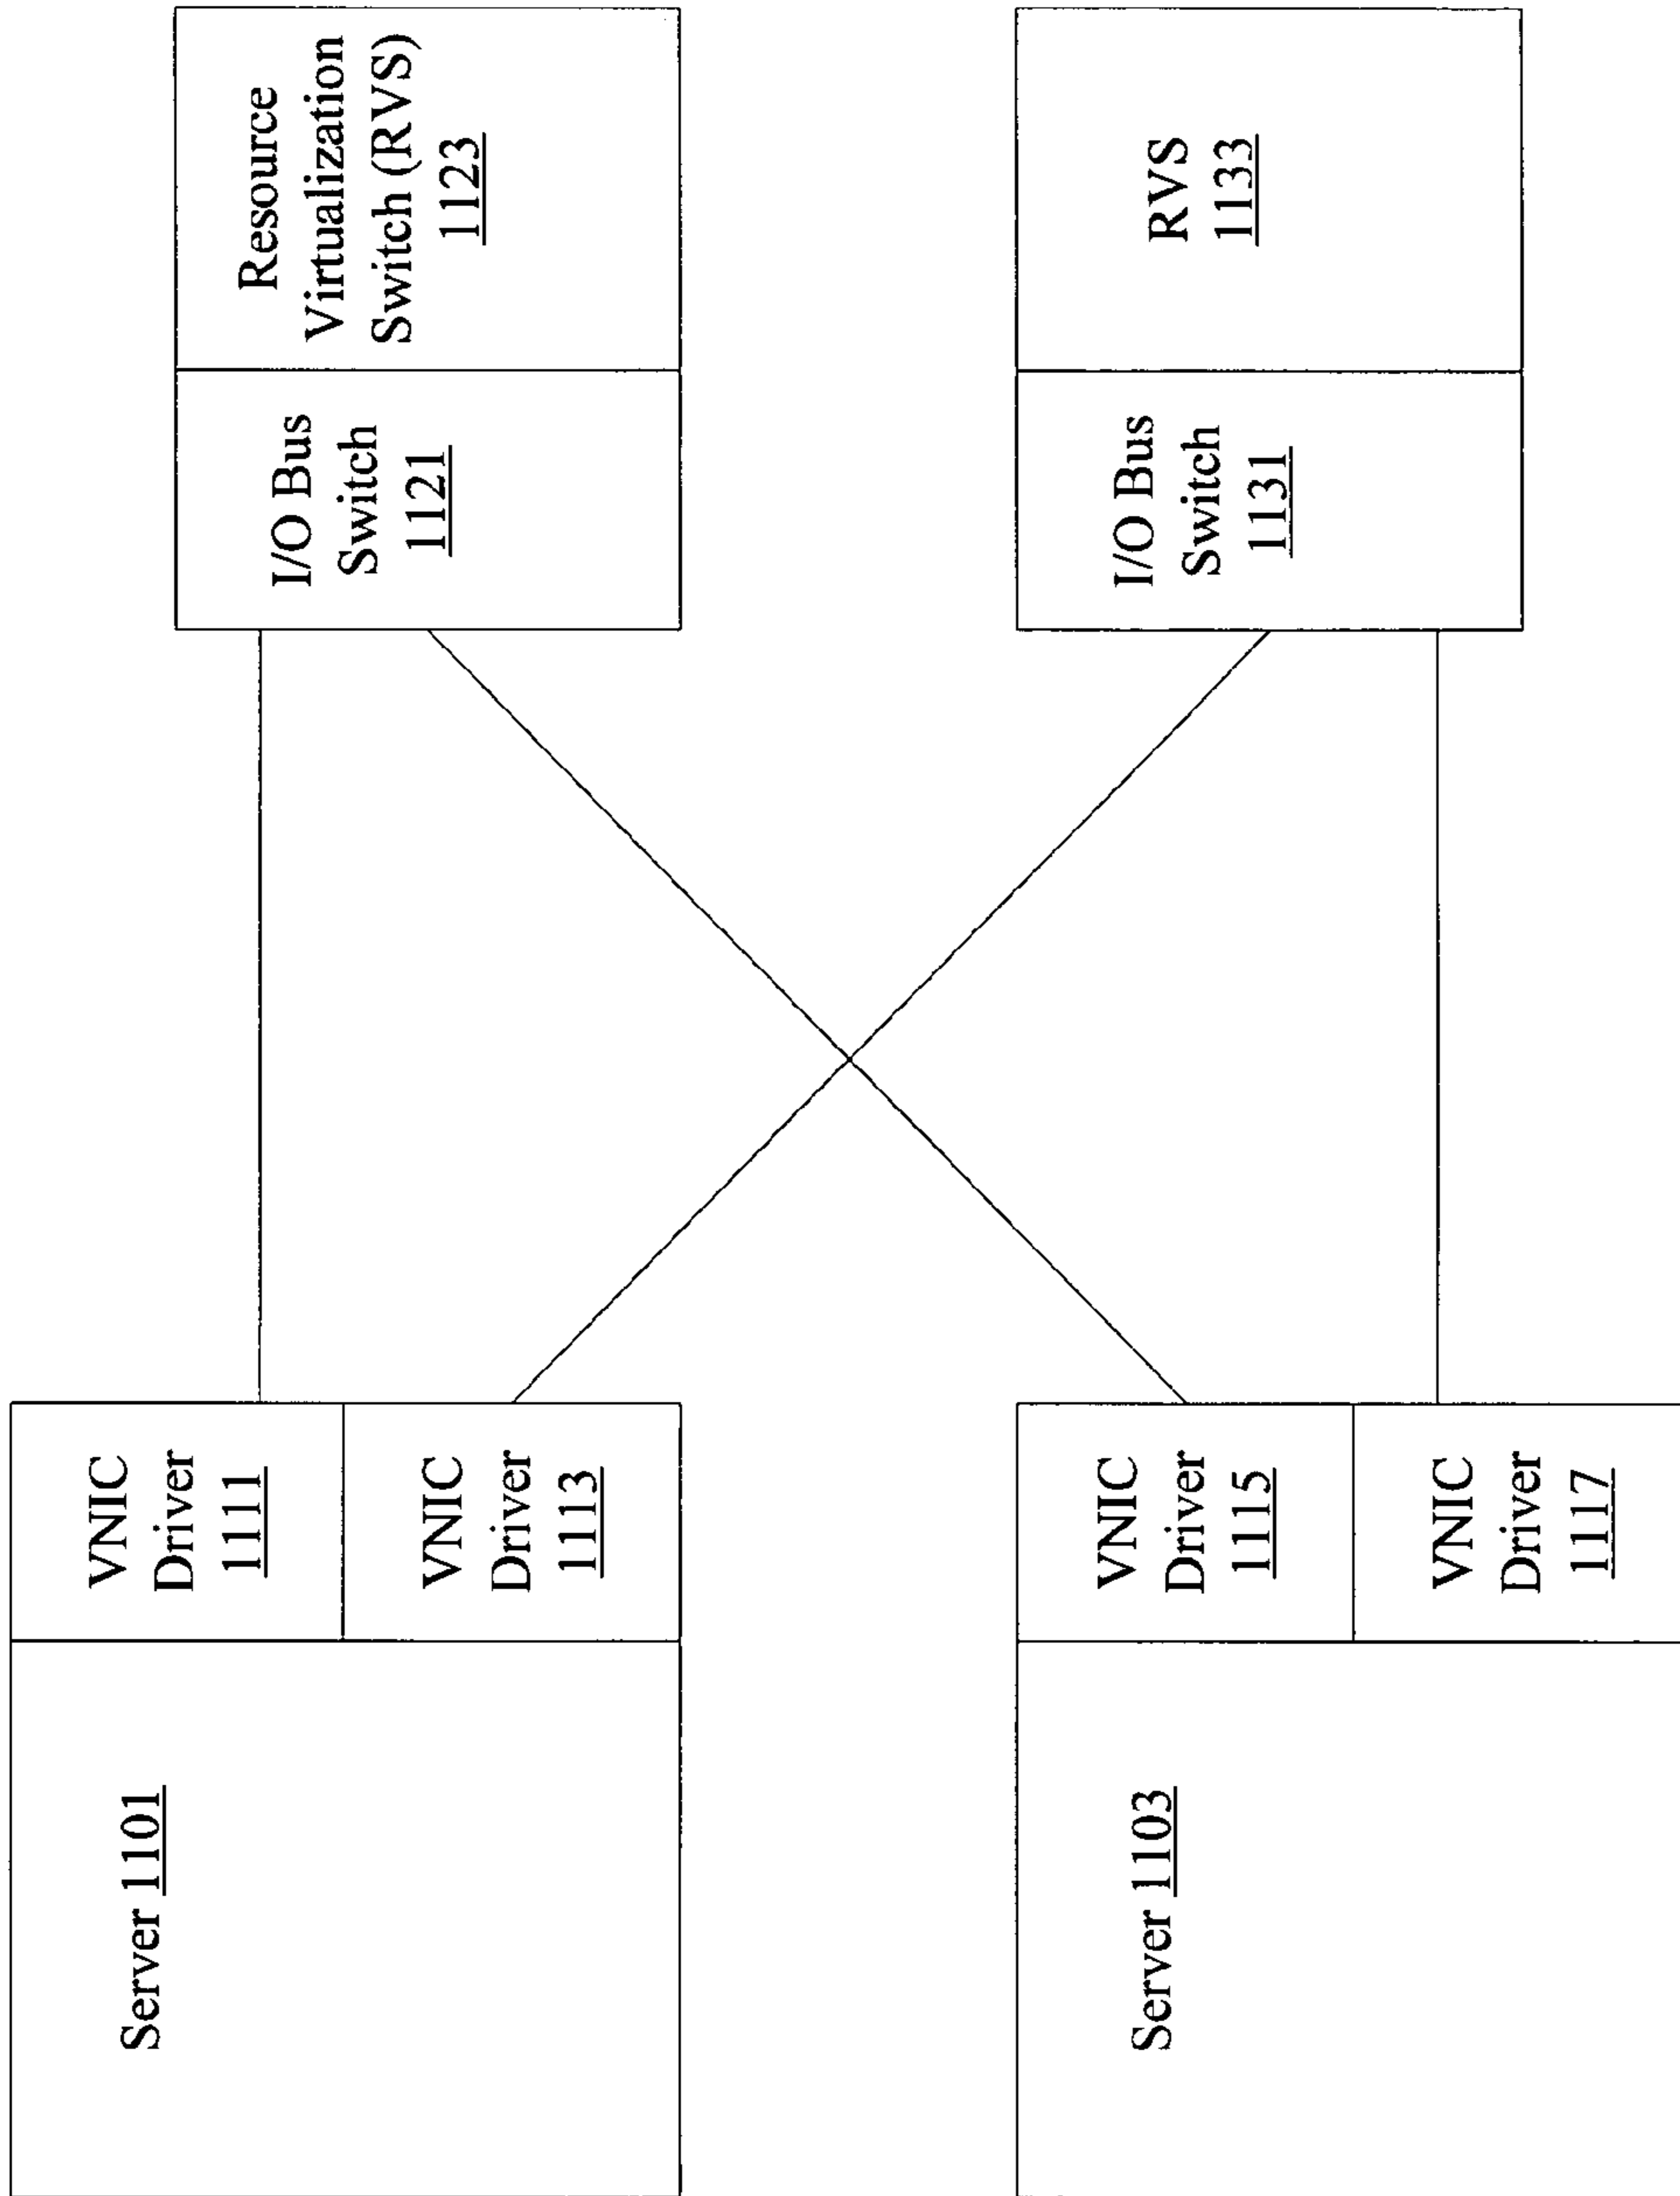 Server 1101
VNIC
Driver
1111
VNIC
Driver
1113
I/O Bus
Switch
1121
Resource
Virtualization
Switch (RVS)
1123
Server 1103
VNIC
Driver
1115
VNIC
Driver
1117
I/O Bus
Switch
1131
RVS
1133